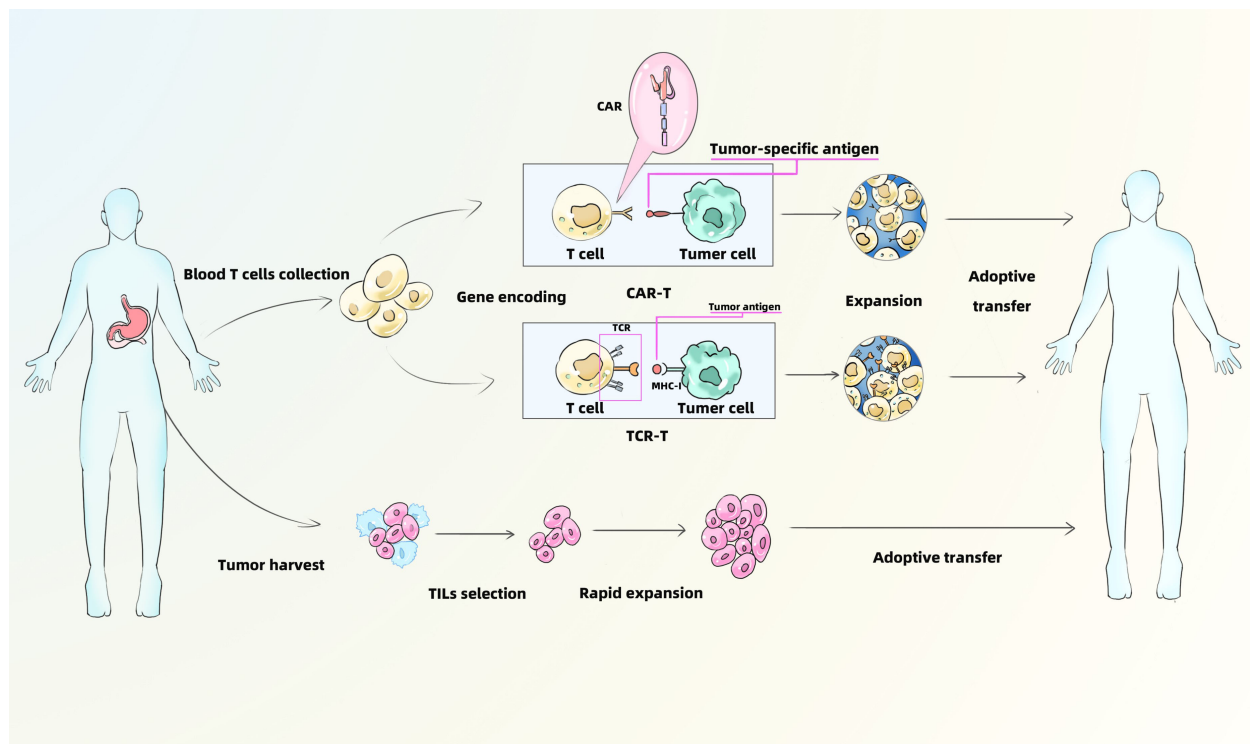 CAR
Tumor-specific antigen
T cell
Tumer cell
Blood T cells collection
Gene encoding
CAR-T
Expansion
Adoptive
transfer
Tumor antigen
TCR
MHC-I
T cell
Tumer cell
TCR-T
Tumor harvest
TILs selection
Rapid expansion
Adoptive transfer